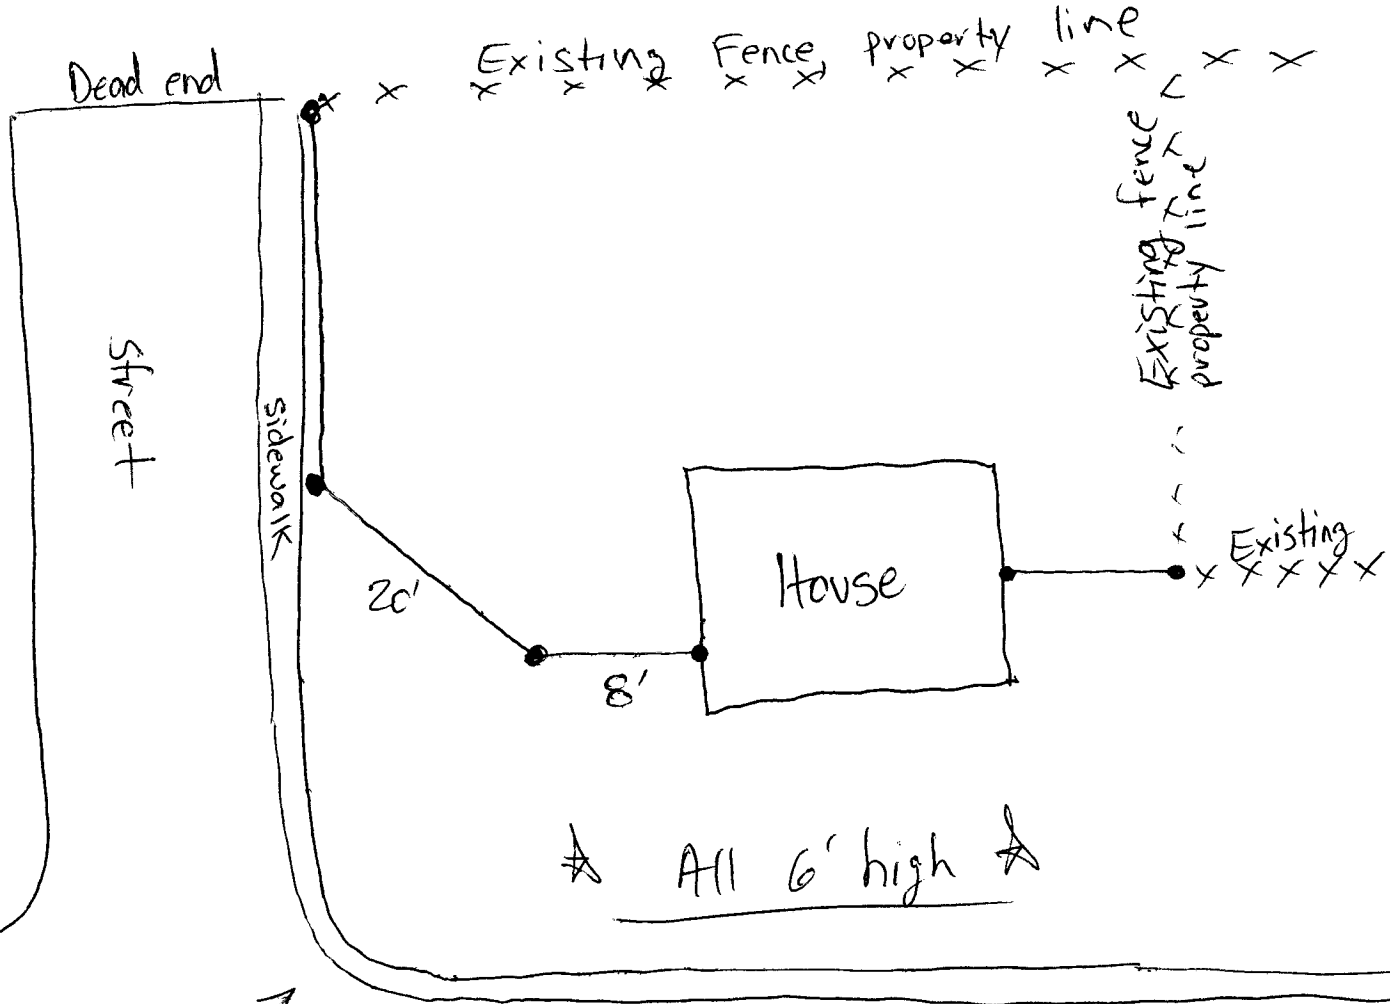 Existing Fence, property line
Dead end
Existing fence
property line
Street
Sidewalk
House
Existing
20'
8'
All 6' high